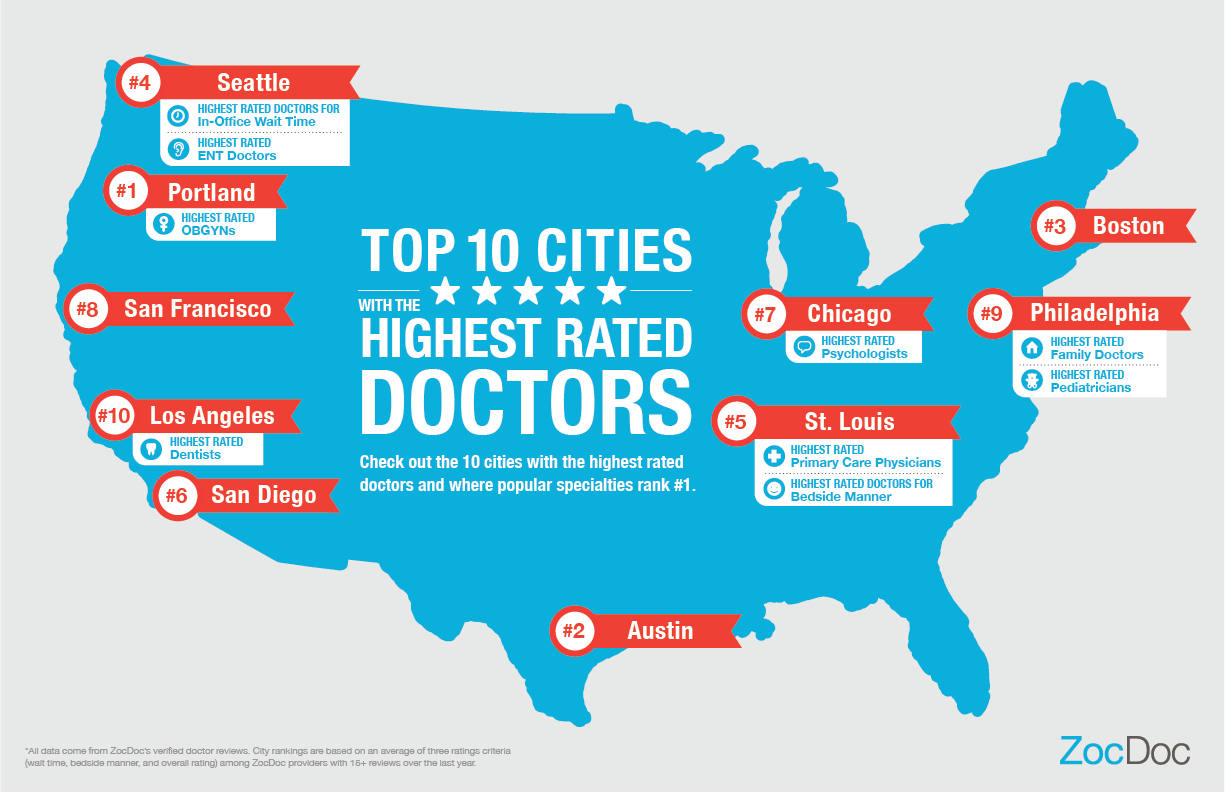 #4 Seattle
HIGHEST RATED DOCTORS FOR
In-Office Wait Time
HIGHEST RATED
ENT Doctors
#1 Portland
HIGHEST RATED
OBGYNs
#8 San Francisco
#10 Los Angeles
HIGHEST RATED
Dentists
#6 San Diego
TOP 10 CITIES
WITH THE
HIGHEST RATED
DOCTORS
Check out the 10 cities with the highest rated
doctors and where popular specialties rank #1.
#3 Boston
#7 Chicago
HIGHEST RATED
Psychologists
#9 Philadelphia
HIGHEST RATED
Family Doctors
HIGHEST RATED
Pediatricians
#5 St. Louis
HIGHEST RATED
Primary Care Physicians
HIGHEST RATED DOCTORS FOR
Bedside Manner
#2 Austin
*All data come from ZocDoc's verified doctor reviews. City rankings are based on an average of three ratings criteria
(wait time, bedside manner, and overall rating) among ZocDoc providers with 15+ reviews over the last year.
ZocDoc